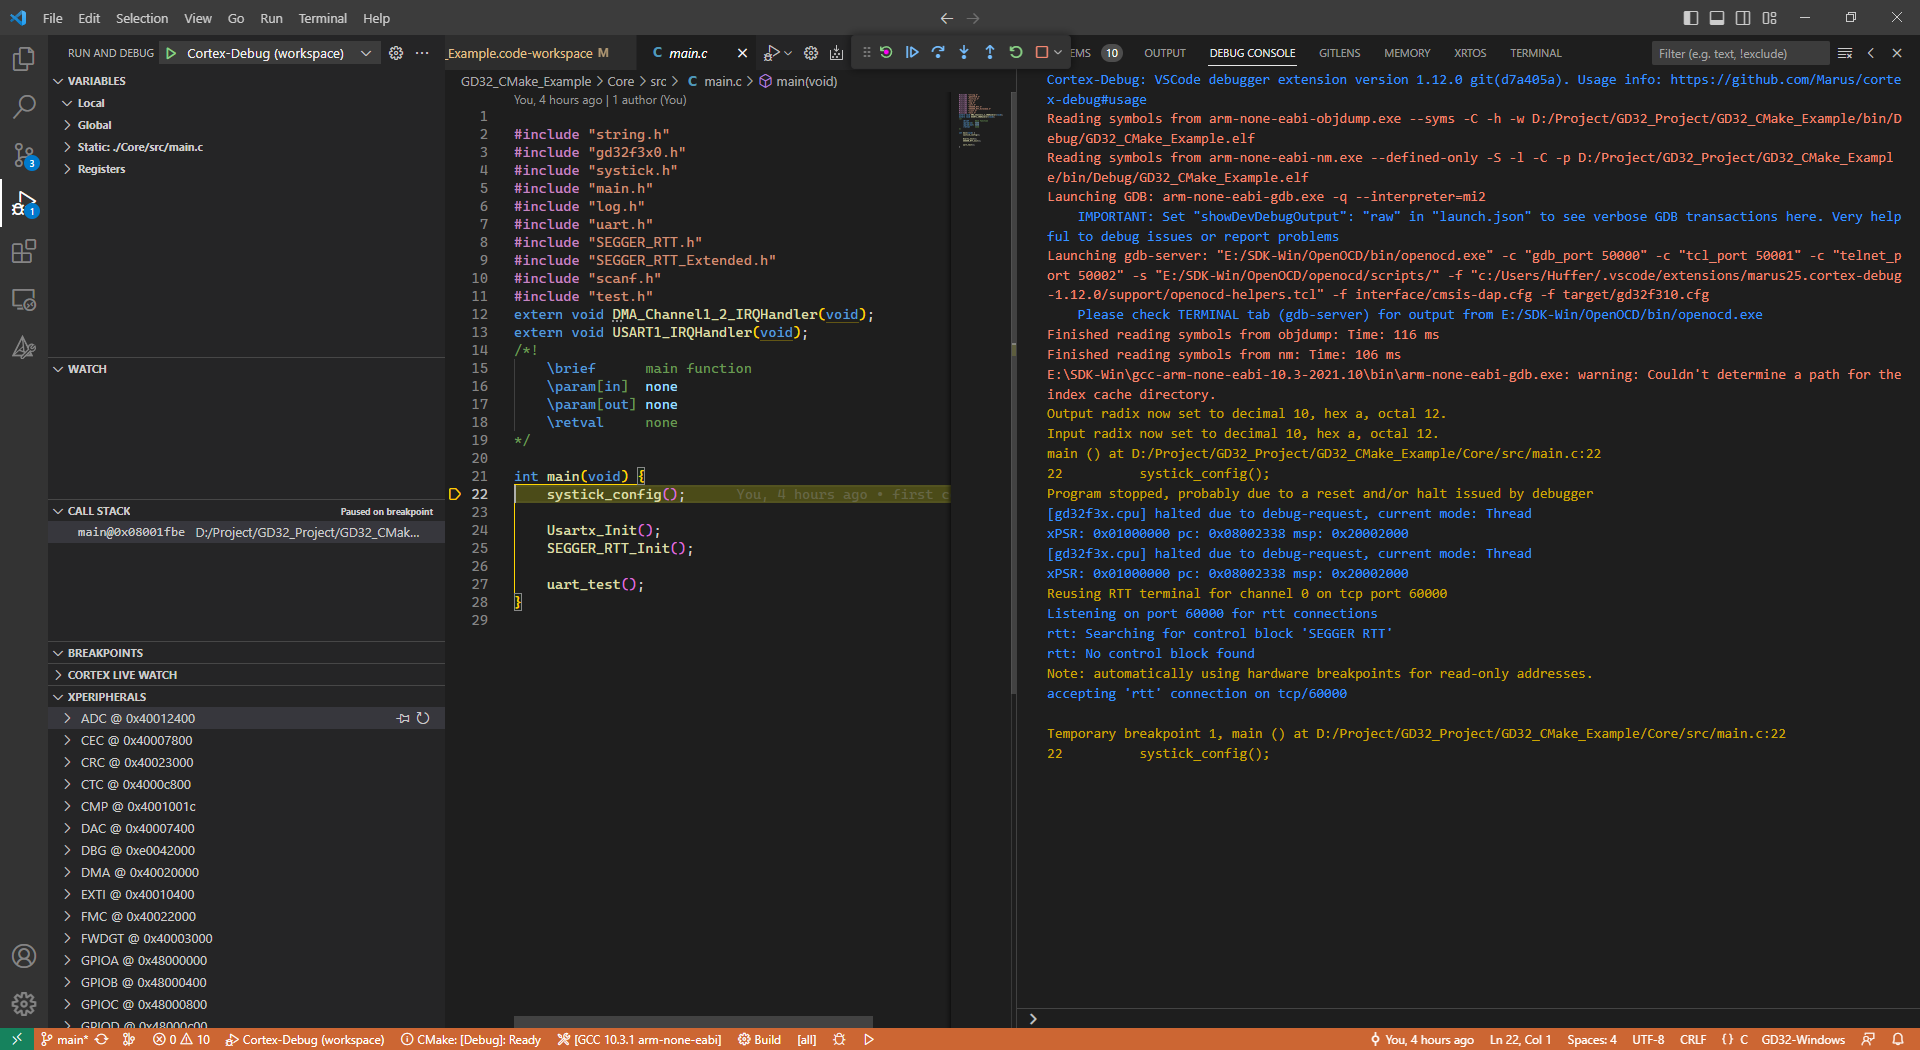 File Edit Selection View Go Run Terminal Help
RUN AND DEBUG Cortex-Debug (workspace)
VARIABLES
Local
Global
Static: ./Core/src/main.c
Registers
WATCH
CALL STACK Paused on breakpoint
main@0x08001fbe D:/Project/GD32_Project/GD32_CMak...
BREAKPOINTS
CORTEX LIVE WATCH
XPERIPHERALS
ADC @ 0x40012400
CEC @ 0x40007800
CRC @ 0x40023000
CTC @ 0x4000c800
CMP @ 0x4001001c
DAC @ 0x40007400
DBG @ 0xe0042000
DMA @ 0x40020000
EXTI @ 0x40010400
FMC @ 0x40022000
FWDGT @ 0x40003000
GPIOA @ 0x48000000
GPIOB @ 0x48000400
GPIOC @ 0x48000800
GPIOD @ 0x48000c00
3
1
_Example.code-workspace M
C main.c
GD32_CMake_Example > Core > src > C main.c > main(void)
You, 4 hours ago | 1 author (You)
1
2 #include "string.h"
3 #include "gd32f3x0.h"
4 #include "systick.h"
5 #include "main.h"
6 #include "log.h"
7 #include "uart.h"
8 #include "SEGGER_RTT.h"
9 #include "SEGGER_RTT_Extended.h"
10 #include "scanf.h"
11 #include "test.h"
12 extern void DMA_Channel1_2_IRQHandler(void);
13 extern void USART1_IRQHandler(void);
14 /*!
15 \brief main function
16 \param[in] none
17 \param[out] none
18 \retval none
19 */
20
21 int main(void) {
22 systick_config(); You, 4 hours ago • first c
23
24 Usartx_Init();
25 SEGGER_RTT_Init();
26
27 uart_test();
28 }
29
EMS 10 OUTPUT DEBUG CONSOLE GITLENS MEMORY XRTOS TERMINAL Filter (e.g. text, !exclude)
Cortex-Debug: VSCode debugger extension version 1.12.0 git(d7a405a). Usage info: https://github.com/Marus/corte
x-debug#usage
Reading symbols from arm-none-eabi-objdump.exe --syms -C -h -w D:/Project/GD32_Project/GD32_CMake_Example/bin/D
ebug/GD32_CMake_Example.elf
Reading symbols from arm-none-eabi-nm.exe --defined-only -S -l -C -p D:/Project/GD32_Project/GD32_CMake_Exampl
e/bin/Debug/GD32_CMake_Example.elf
Launching GDB: arm-none-eabi-gdb.exe -q --interpreter=mi2
IMPORTANT: Set "showDevDebugOutput": "raw" in "launch.json" to see verbose GDB transactions here. Very help
ful to debug issues or report problems
Launching gdb-server: "E:/SDK-Win/OpenOCD/bin/openocd.exe" -c "gdb_port 50000" -c "tcl_port 50001" -c "telnet_p
ort 50002" -s "E:/SDK-Win/OpenOCD/openocd/scripts/" -f "c:/Users/Huffer/.vscode/extensions/marus25.cortex-debug
-1.12.0/support/openocd-helpers.tcl" -f interface/cmsis-dap.cfg -f target/gd32f310.cfg
Please check TERMINAL tab (gdb-server) for output from E:/SDK-Win/OpenOCD/bin/openocd.exe
Finished reading symbols from objdump: Time: 116 ms
Finished reading symbols from nm: Time: 106 ms
E:\SDK-Win\gcc-arm-none-eabi-10.3-2021.10\bin\arm-none-eabi-gdb.exe: warning: Couldn't determine a path for the
index cache directory.
Output radix now set to decimal 10, hex a, octal 12.
Input radix now set to decimal 10, hex a, octal 12.
main () at D:/Project/GD32_Project/GD32_CMake_Example/Core/src/main.c:22
22 systick_config();
Program stopped, probably due to a reset and/or halt issued by debugger
[gd32f3x.cpu] halted due to debug-request, current mode: Thread
xPSR: 0x01000000 pc: 0x08002338 msp: 0x20002000
[gd32f3x.cpu] halted due to debug-request, current mode: Thread
xPSR: 0x01000000 pc: 0x08002338 msp: 0x20002000
Reusing RTT terminal for channel 0 on tcp port 60000
Listening on port 60000 for rtt connections
rtt: Searching for control block 'SEGGER RTT'
rtt: No control block found
Note: automatically using hardware breakpoints for read-only addresses.
accepting 'rtt' connection on tcp/60000
Temporary breakpoint 1, main () at D:/Project/GD32_Project/GD32_CMake_Example/Core/src/main.c:22
22 systick_config();
main* 0 10 Cortex-Debug (workspace) CMake: [Debug]: Ready [GCC 10.3.1 arm-none-eabi] Build [all] You, 4 hours ago Ln 22, Col 1 Spaces: 4 UTF-8 CRLF {} C GD32-Windows